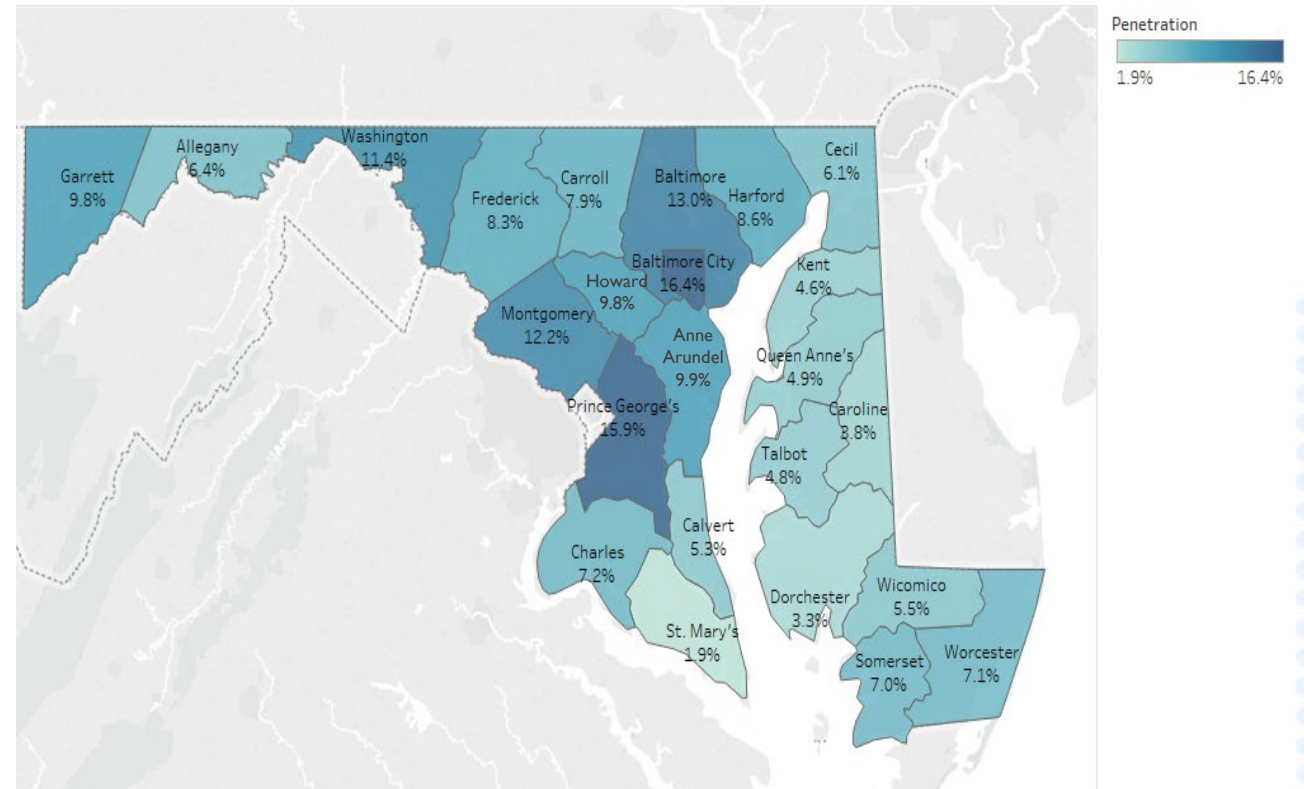 Penetration
1.9% 16.4%
Garrett
9.8%
Allegany
6.4%
Washington
11.4%
Frederick
8.3%
Carroll
7.9%
Baltimore
13.0%
Harford
8.6%
Cecil
6.1%
Baltimore City
16.4%
Howard
9.8%
Montgomery
12.2%
Anne
Arundel
9.9%
Kent
4.6%
Queen Anne's
4.9%
Caroline
3.8%
Talbot
4.8%
Prince George's
15.9%
Calvert
5.3%
Charles
7.2%
St. Mary's
1.9%
Dorchester
3.3%
Wicomico
5.5%
Somerset
7.0%
Worcester
7.1%